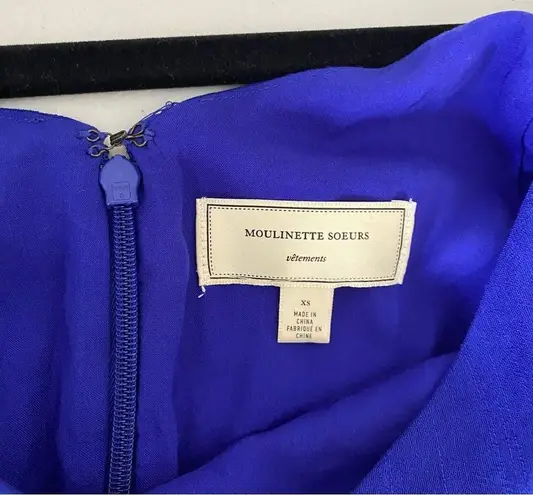 MOULINETTE SOEURS
vêtements
XS
MADE IN
CHINA
FABRIQUÉ EN
CHINE